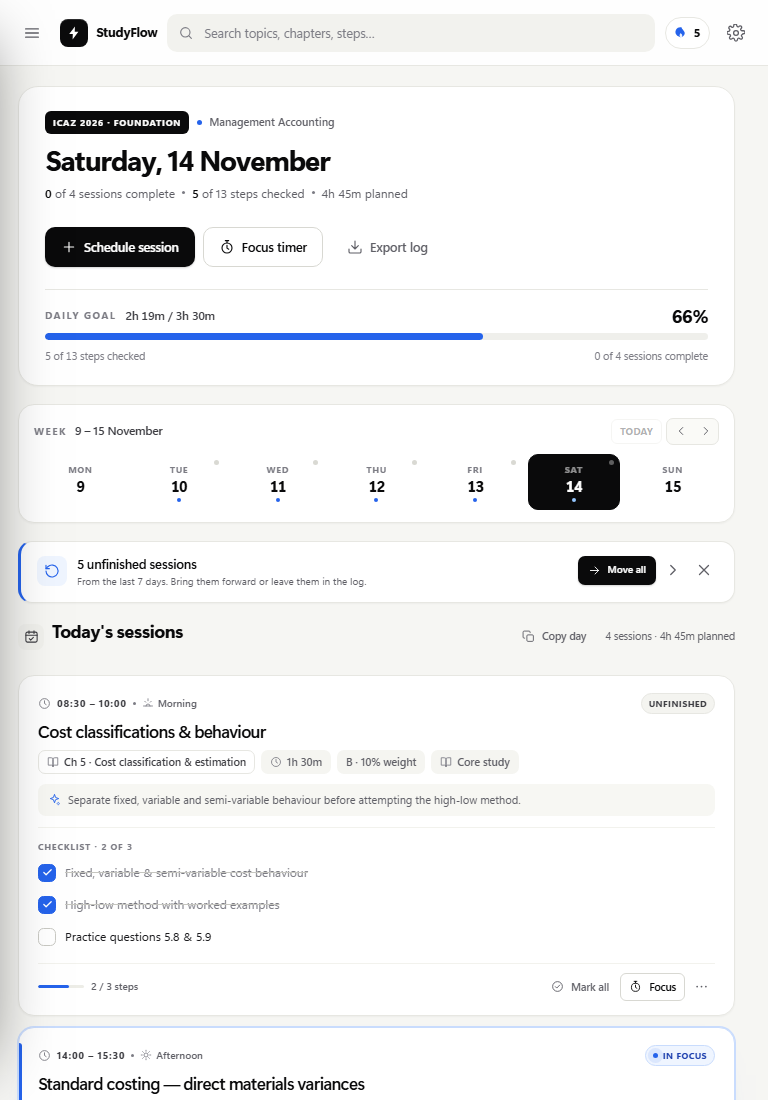 StudyFlow
Search topics, chapters, steps...
5
ICAZ 2026 · FOUNDATION • Management Accounting
Saturday, 14 November
0 of 4 sessions complete • 5 of 13 steps checked • 4h 45m planned
Schedule session
Focus timer
Export log
DAILY GOAL 2h 19m / 3h 30m
66%
5 of 13 steps checked
0 of 4 sessions complete
WEEK 9 – 15 November
TODAY
MON TUE WED THU FRI SAT SUN
9 10 11 12 13 14 15
5 unfinished sessions
From the last 7 days. Bring them forward or leave them in the log.
Move all
Today's sessions
Copy day
4 sessions · 4h 45m planned
08:30 – 10:00 • Morning
UNFINISHED
Cost classifications & behaviour
Ch 5 · Cost classification & estimation
1h 30m
B · 10% weight
Core study
Separate fixed, variable and semi-variable behaviour before attempting the high-low method.
CHECKLIST · 2 OF 3
Fixed, variable & semi-variable cost behaviour
High-low method with worked examples
Practice questions 5.8 & 5.9
2 / 3 steps
Mark all
Focus
14:00 – 15:30 • Afternoon
IN FOCUS
Standard costing — direct materials variances